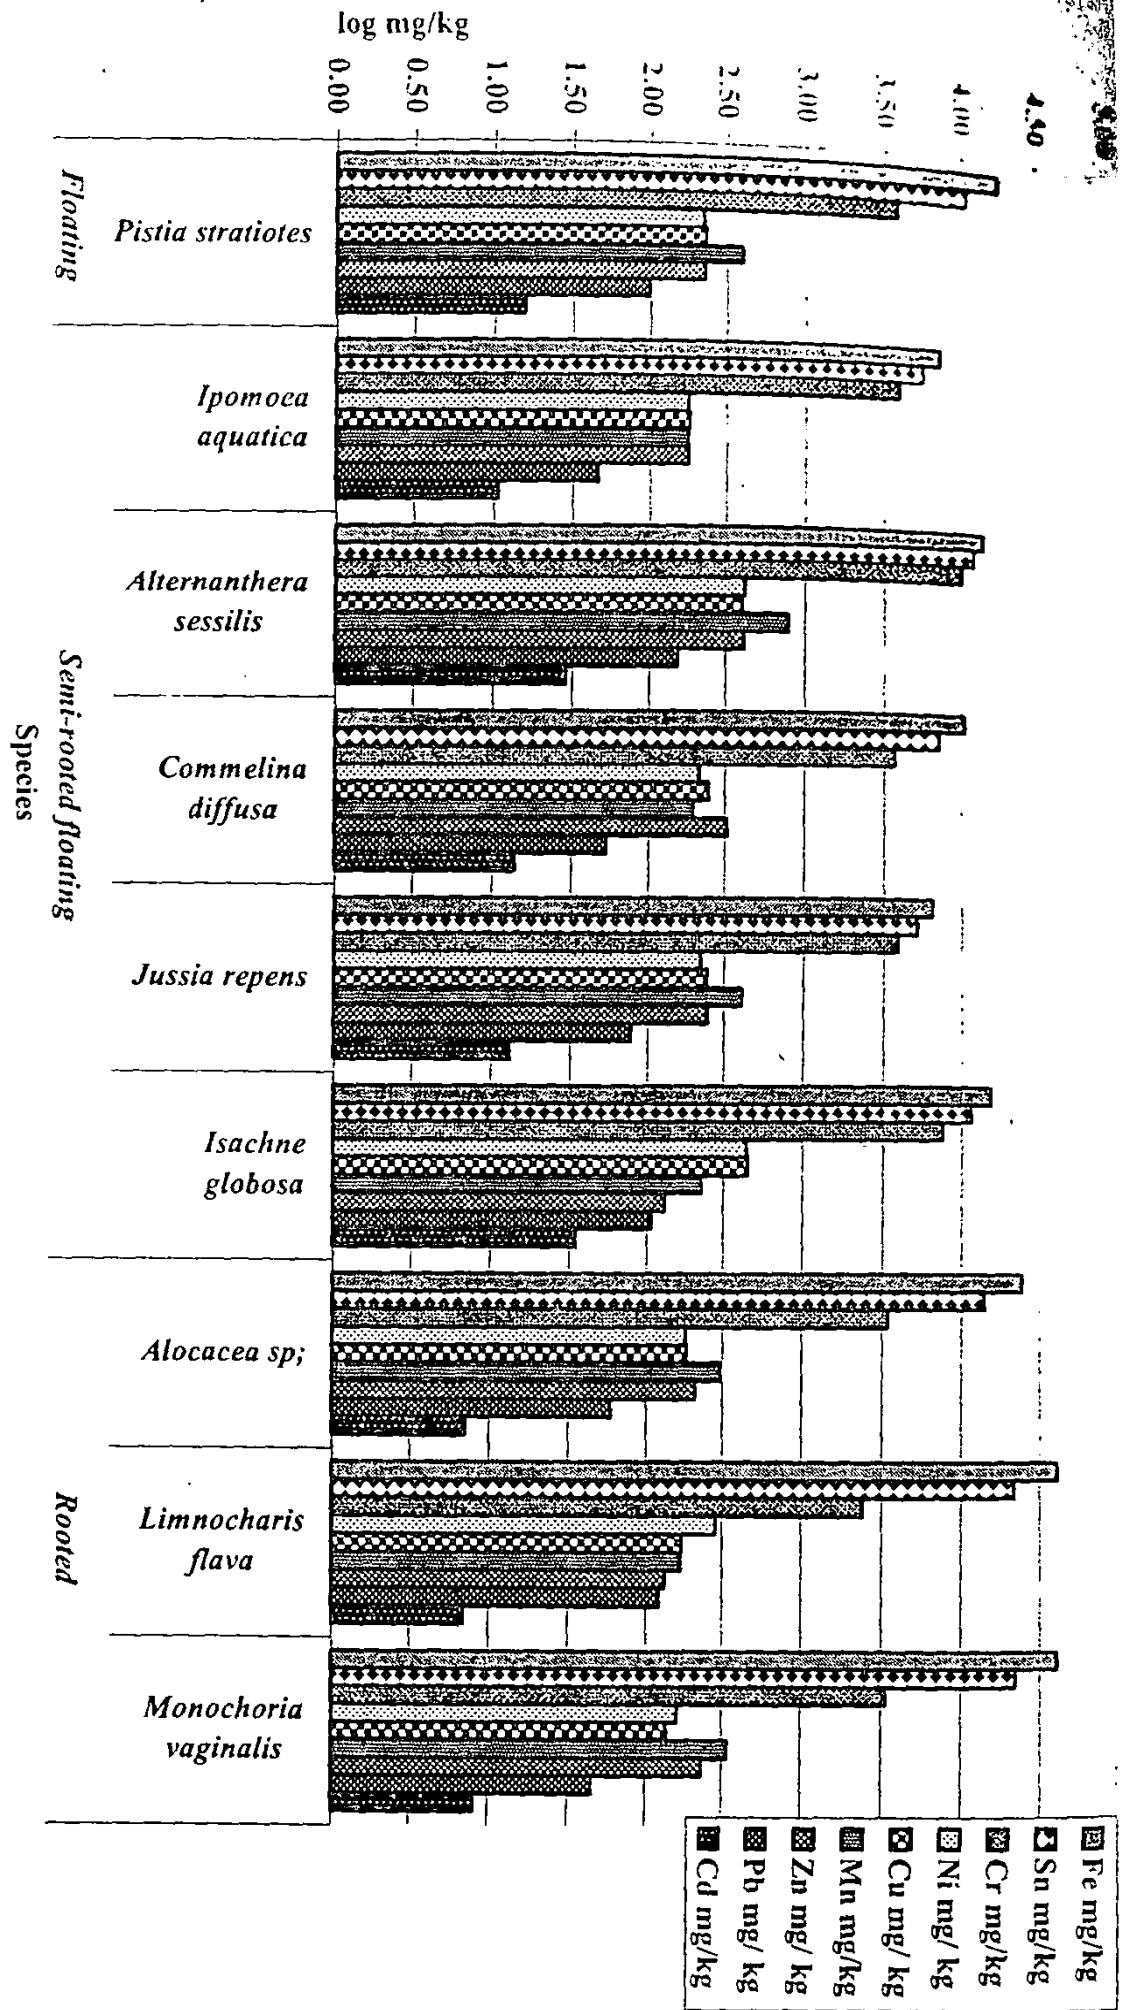 log mg/kg
4.50
4.00
3.50
3.00
2.50
2.00
1.50
1.00
0.50
0.00
Pistia stratiotes
Ipomoea
aquatica
Alternanthera
sessilis
Commelina
diffusa
Jussia repens
Isachne
globosa
Alocacea sp;
Limnocharis
flava
Monochoria
vaginalis
Floating
Semi-rooted floating
Rooted
Species
Fe mg/kg
Sn mg/kg
Cr mg/kg
Ni mg/ kg
Cu mg/ kg
Mn mg/kg
Zn mg/ kg
Pb mg/ kg
Cd mg/kg